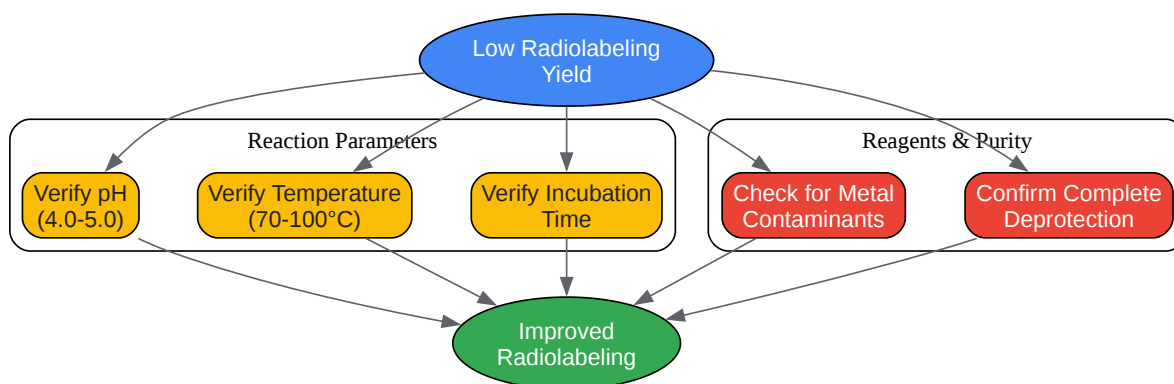 Low Radiolabeling
Yield
Reaction Parameters
Reagents & Purity
Verify pH
(4.0-5.0)
Verify Temperature
(70-100°C)
Verify Incubation
Time
Check for Metal
Contaminants
Confirm Complete
Deprotection
Improved
Radiolabeling